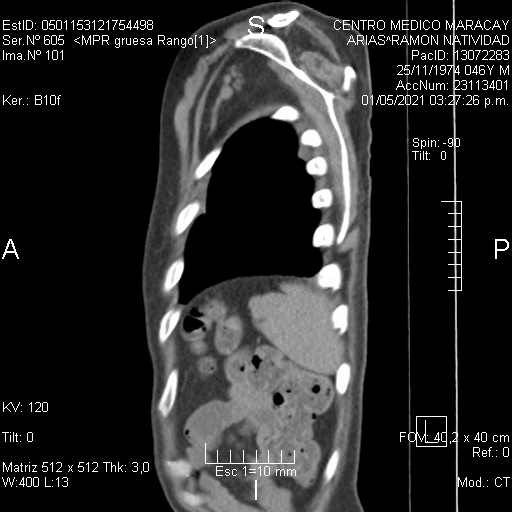 EstID: 0501153121754498
Ser.Nº 605 <MPR gruesa Rango[1]>
Ima.Nº 101
Ker.: B10f
S
CENTRO MEDICO MARACAY
ARIAS^RAMON NATIVIDAD
PacID: 13072283
25/11/1974 046Y M
AccNum: 23113401
01/05/2021 03:27:26 p.m.
Spin: -90
Tilt: 0
A
P
KV: 120
Tilt: 0
Matriz 512 x 512 Thk: 3,0
W:400 L:13
Esc 1=10 mm
I
FOM: 40,2 x 40 cm
Ref.: 0
Mod.: CT